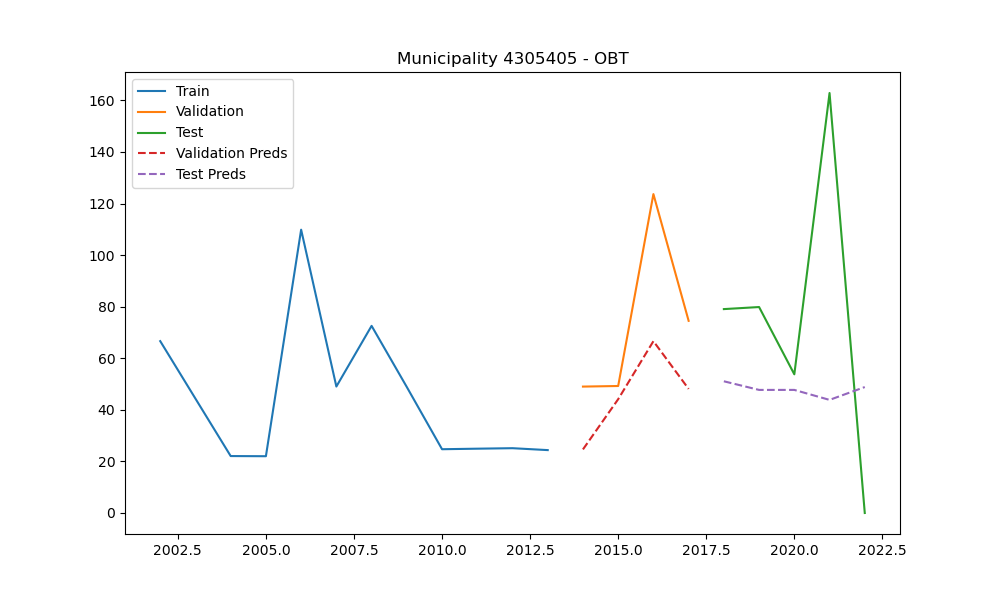 Municipality 4305405 - OBT
Train
Validation
Test
Validation Preds
Test Preds
160
140
120
100
80
60
40
20
0
2002.5 2005.0 2007.5 2010.0 2012.5 2015.0 2017.5 2020.0 2022.5